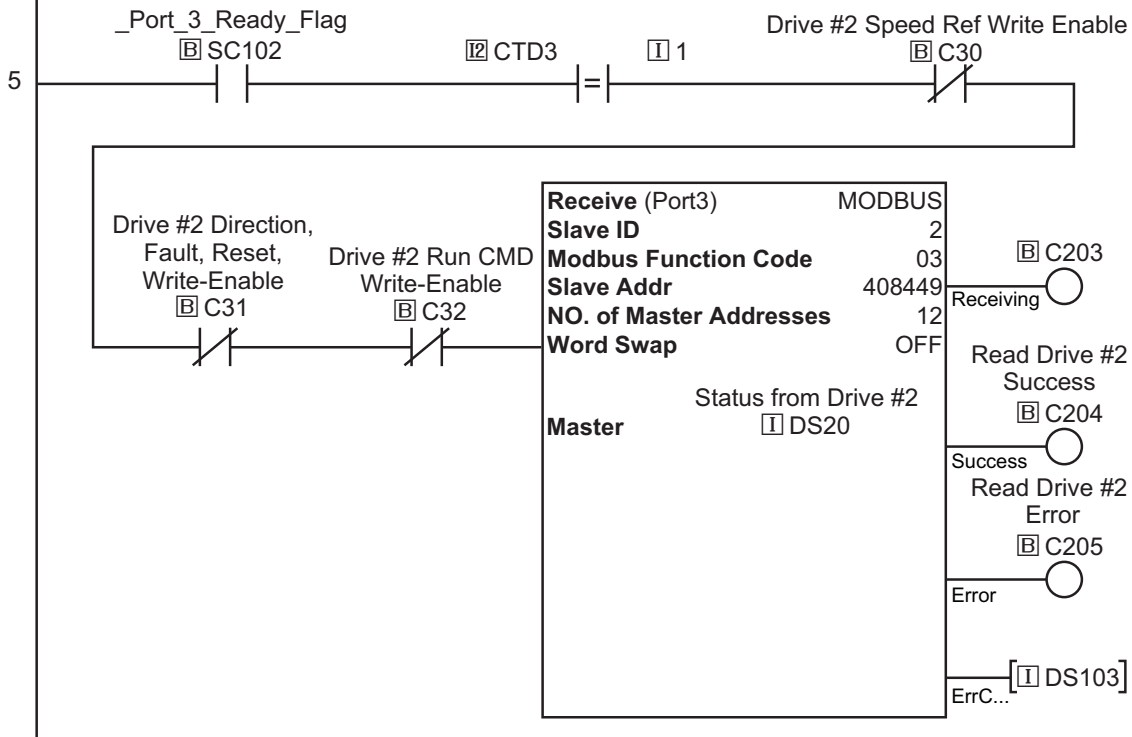 _Port_3_Ready_Flag
B SC102
I2 CTD3
I 1
Drive #2 Speed Ref Write Enable
B C30
5
=
Drive #2 Direction,
Fault, Reset,
Write-Enable
B C31
Drive #2 Run CMD
Write-Enable
B C32
Receive (Port3) MODBUS
Slave ID 2
Modbus Function Code 03
Slave Addr 408449
NO. of Master Addresses 12
Word Swap OFF
Status from Drive #2
Master I DS20
B C203
Receiving
Read Drive #2
Success
B C204
Success
Read Drive #2
Error
B C205
Error
I DS103
ErrC...